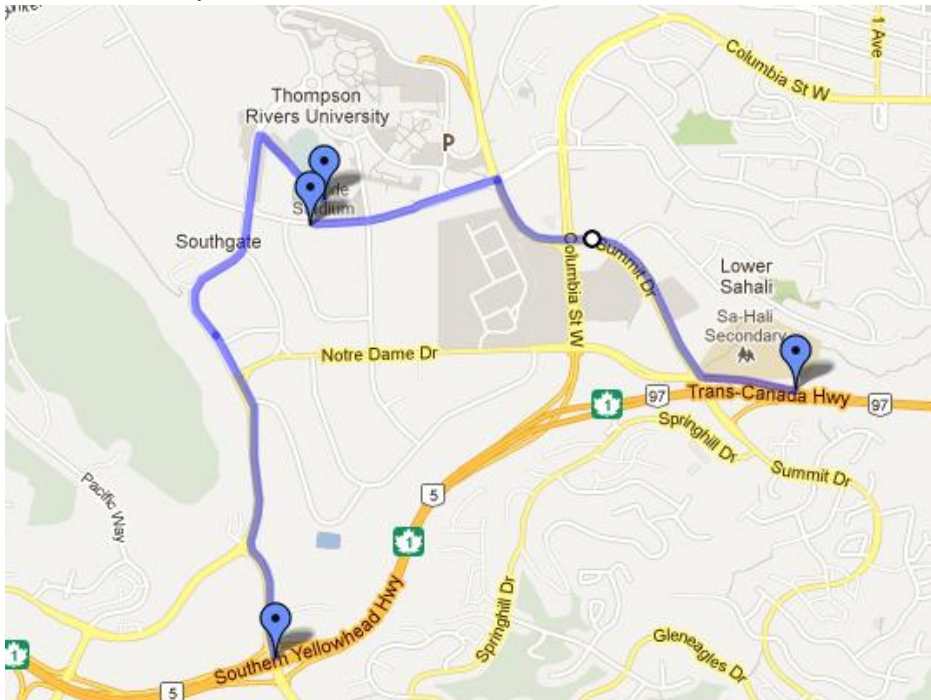 Columbia St W
1 Ave
Thompson
Rivers University
P
Stadium
Southgate
Columbia St W
Summit Dr
Lower
Sahali
Sa-Hali
Secondary
Notre Dame Dr
Trans-Canada Hwy
1
97
97
Springhill Dr
Summit Dr
5
1
Pacific Way
Springhill Dr
Southern Yellowhead Hwy
Gleneagles Dr
1
5